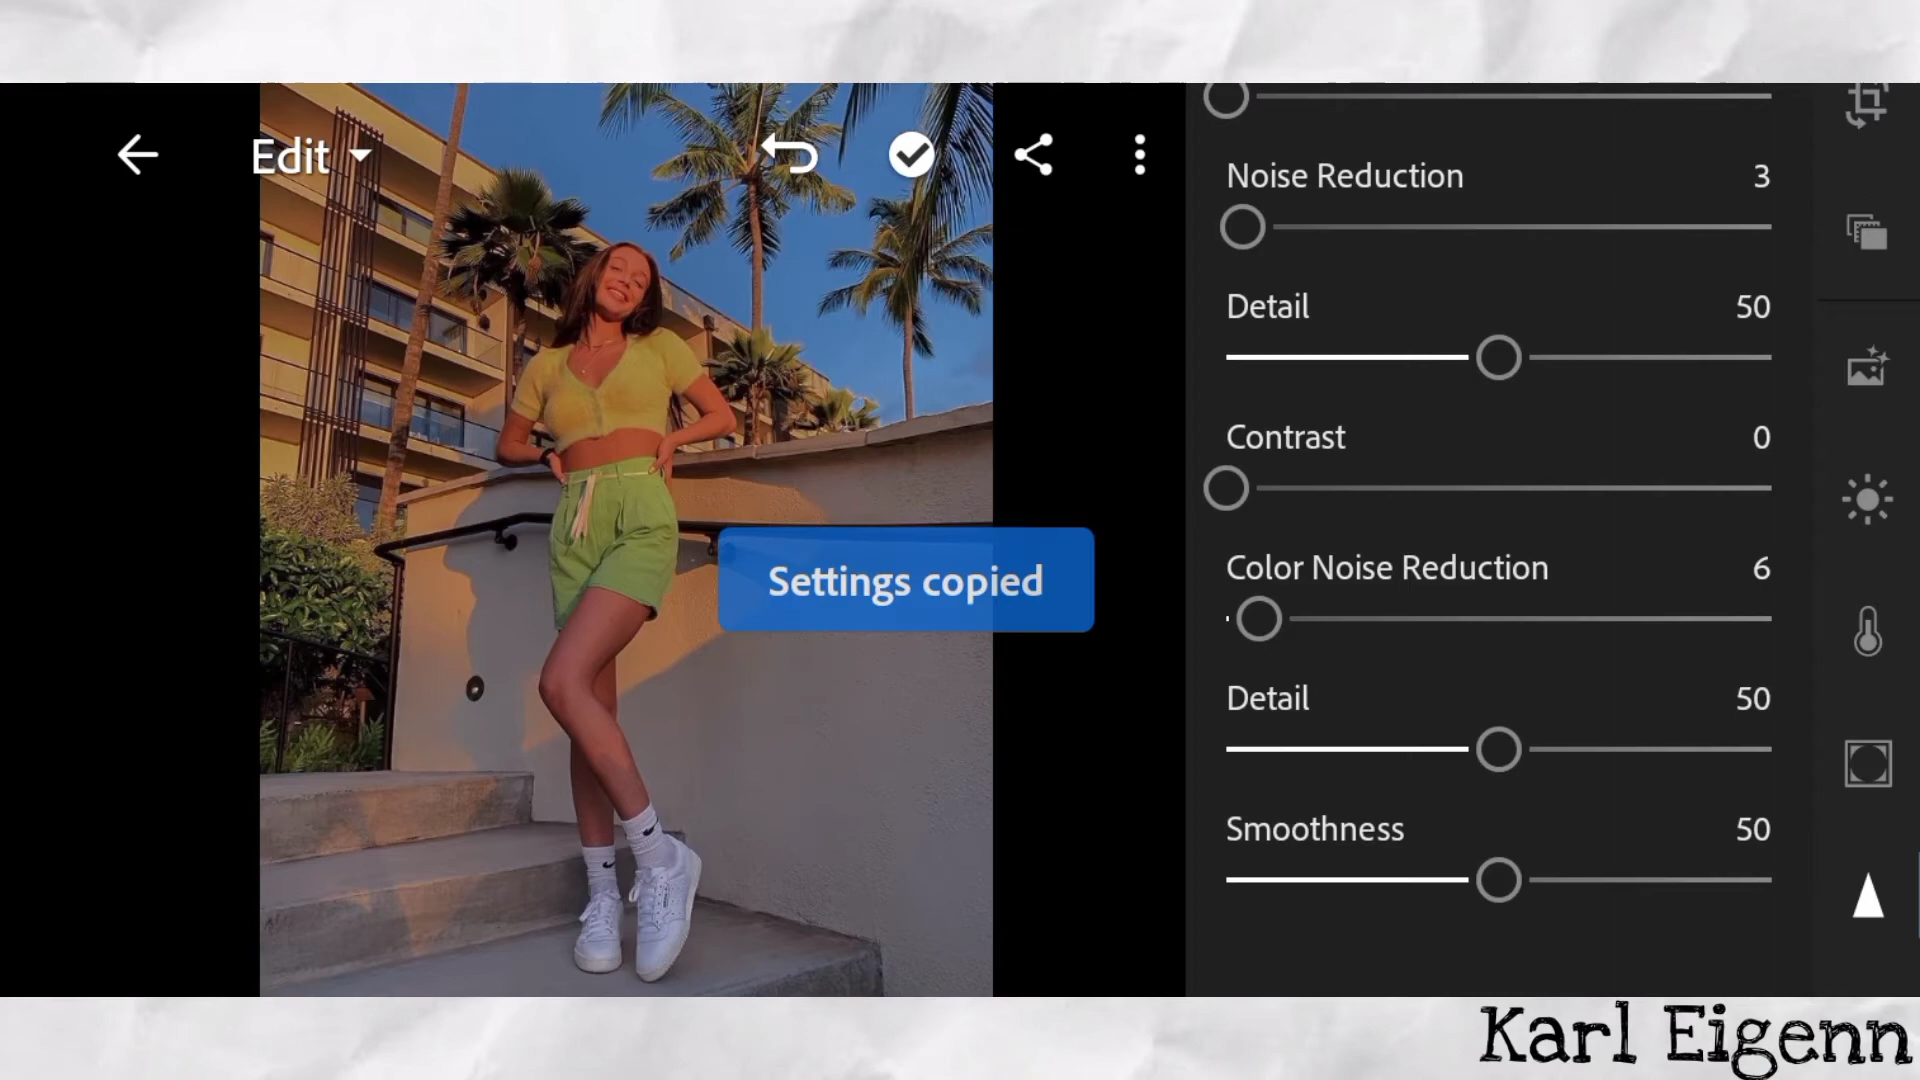 Edit
Noise Reduction 3
Detail 50
Contrast 0
Settings copied
Color Noise Reduction 6
Detail 50
Smoothness 50
Karl Eigenn